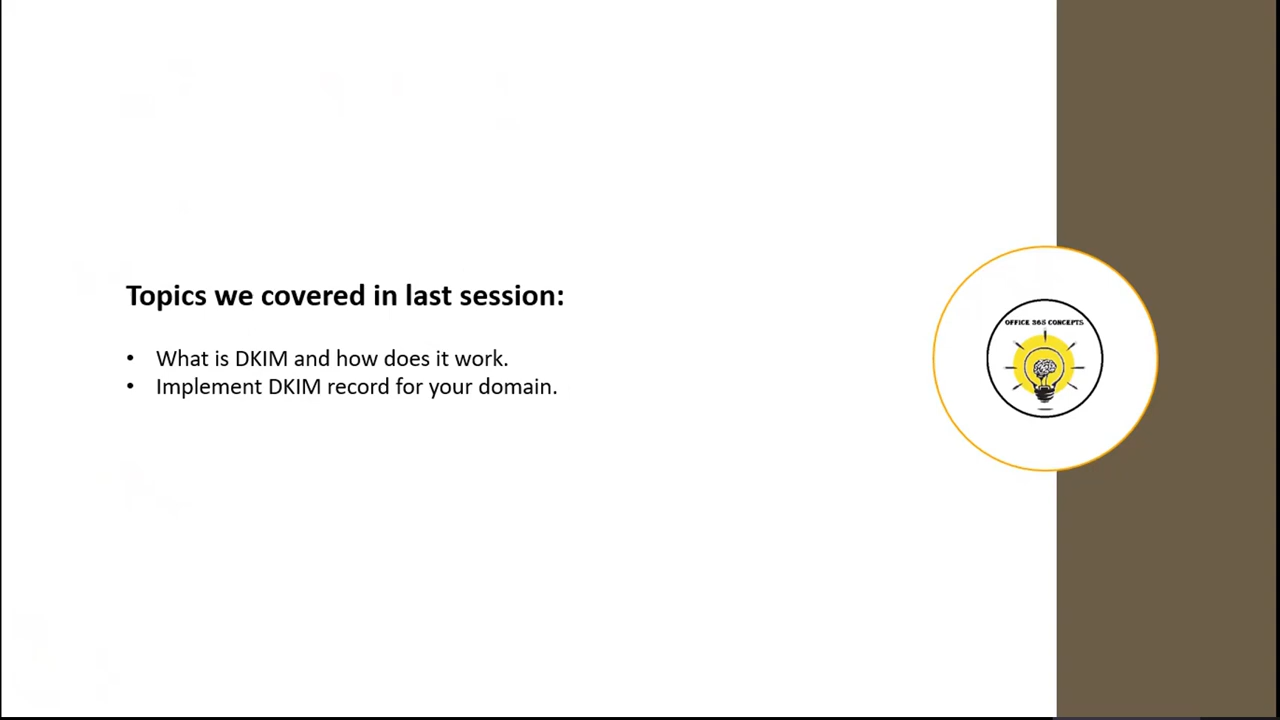 Topics we covered in last session:
• What is DKIM and how does it work.
• Implement DKIM record for your domain.
OFFICE 365 CONCEPTS